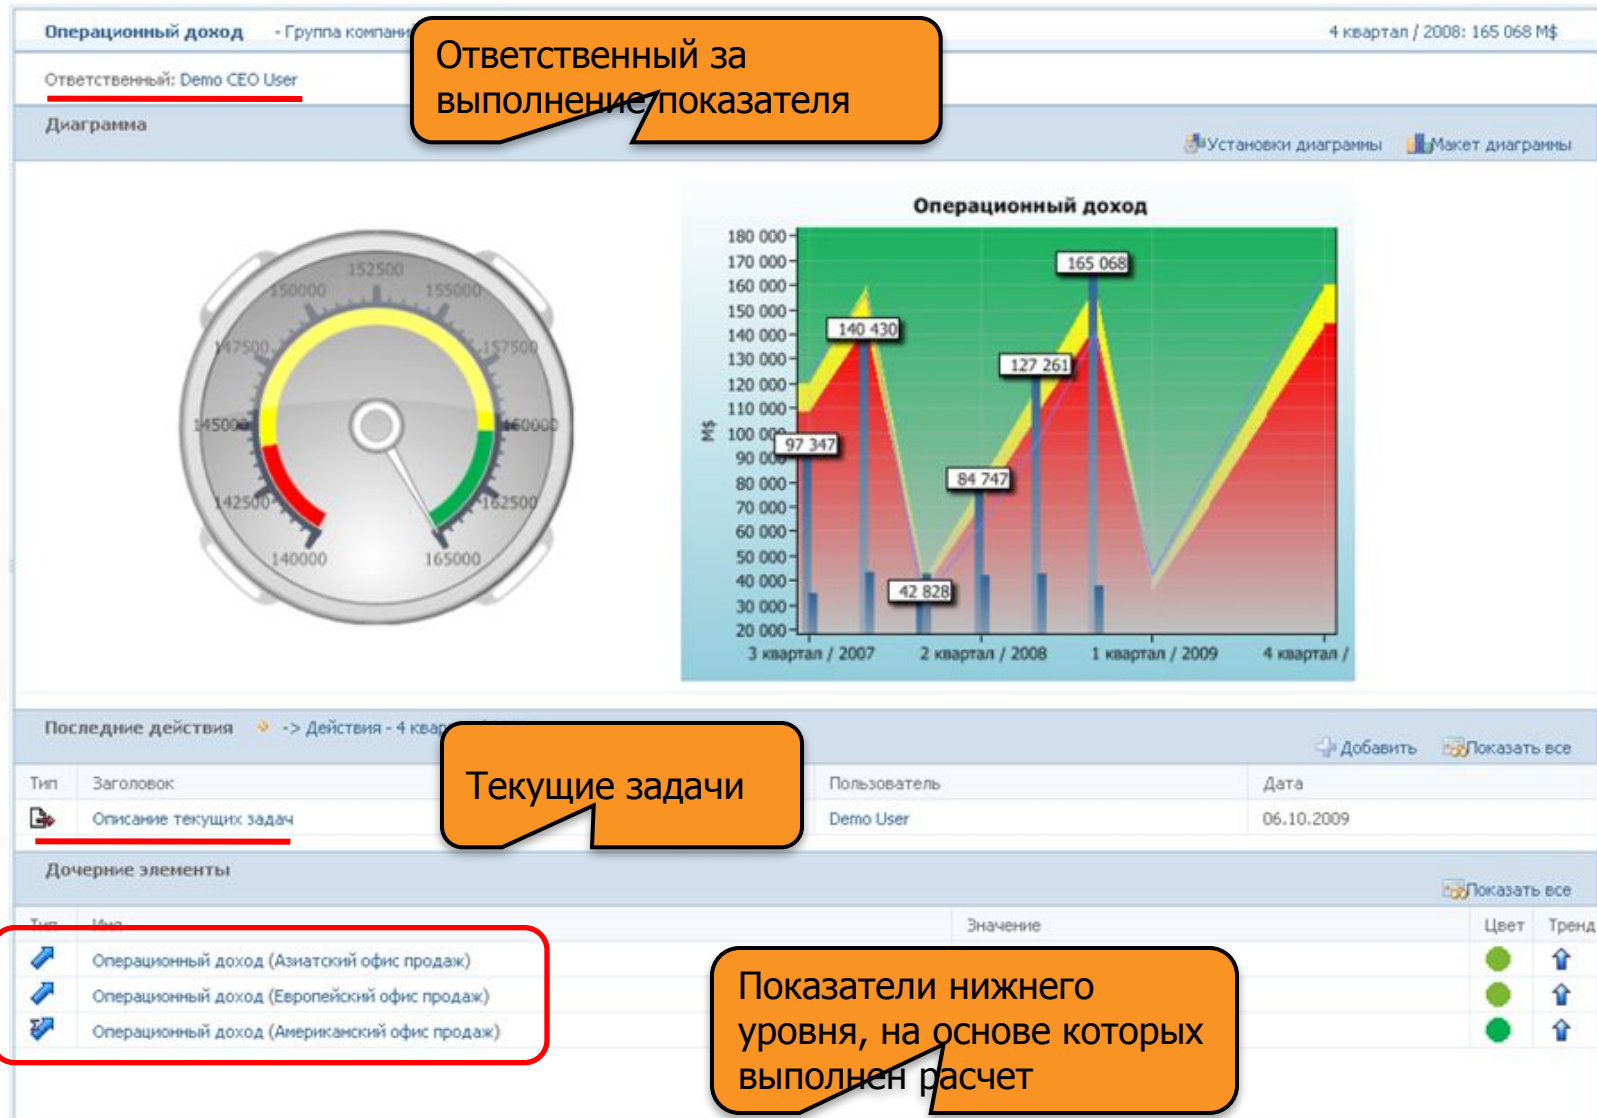 Операционный доход - Группа компани
4 квартал / 2008: 165 068 M$
Ответственный: Demo CEO User
Ответственный за
выполнение показателя
Диаграмма
Установки диаграммы
Макет диаграммы
152500
150000
155000
147500
157500
145000
160000
142500
162500
140000
165000
Операционный доход
180 000
170 000
160 000
150 000
140 000
130 000
120 000
110 000
100 000
90 000
80 000
70 000
60 000
50 000
40 000
30 000
20 000
M$
97 347
140 430
42 828
84 747
127 261
165 068
3 квартал / 2007
2 квартал / 2008
1 квартал / 2009
4 квартал /
Последние действия -> Действия - 4 квар
Добавить
Показать все
Текущие задачи
Тип Заголовок Пользователь Дата
Описание текущих задач Demo User 06.10.2009
Дочерние элементы
Показать все
Тип Имя Значение Цвет Тренд
Операционный доход (Азиатский офис продаж)
Операционный доход (Европейский офис продаж)
Операционный доход (Американский офис продаж)
Показатели нижнего
уровня, на основе которых
выполнен расчет